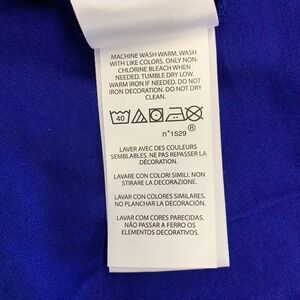 MACHINE WASH WARM. WASH
WITH LIKE COLORS. ONLY NON-
CHLORINE BLEACH WHEN
NEEDED. TUMBLE DRY LOW.
WARM IRON IF NEEDED. DO NOT
IRON DECORATION. DO NOT DRY
CLEAN.
40
n°1529 ®
LAVER AVEC DES COULEURS
SEMBLABLES. NE PAS REPASSER LA
DÉCORATION.
LAVARE CON COLORI SIMILI. NON
STIRARE LA DECORAZIONE.
LAVAR CON COLORES SIMILARES.
NO PLANCHAR LA DECORACIÓN.
LAVAR COM CORES PARECIDAS.
NÃO PASSAR A FERRO OS
ELEMENTOS DECORATIVOS.